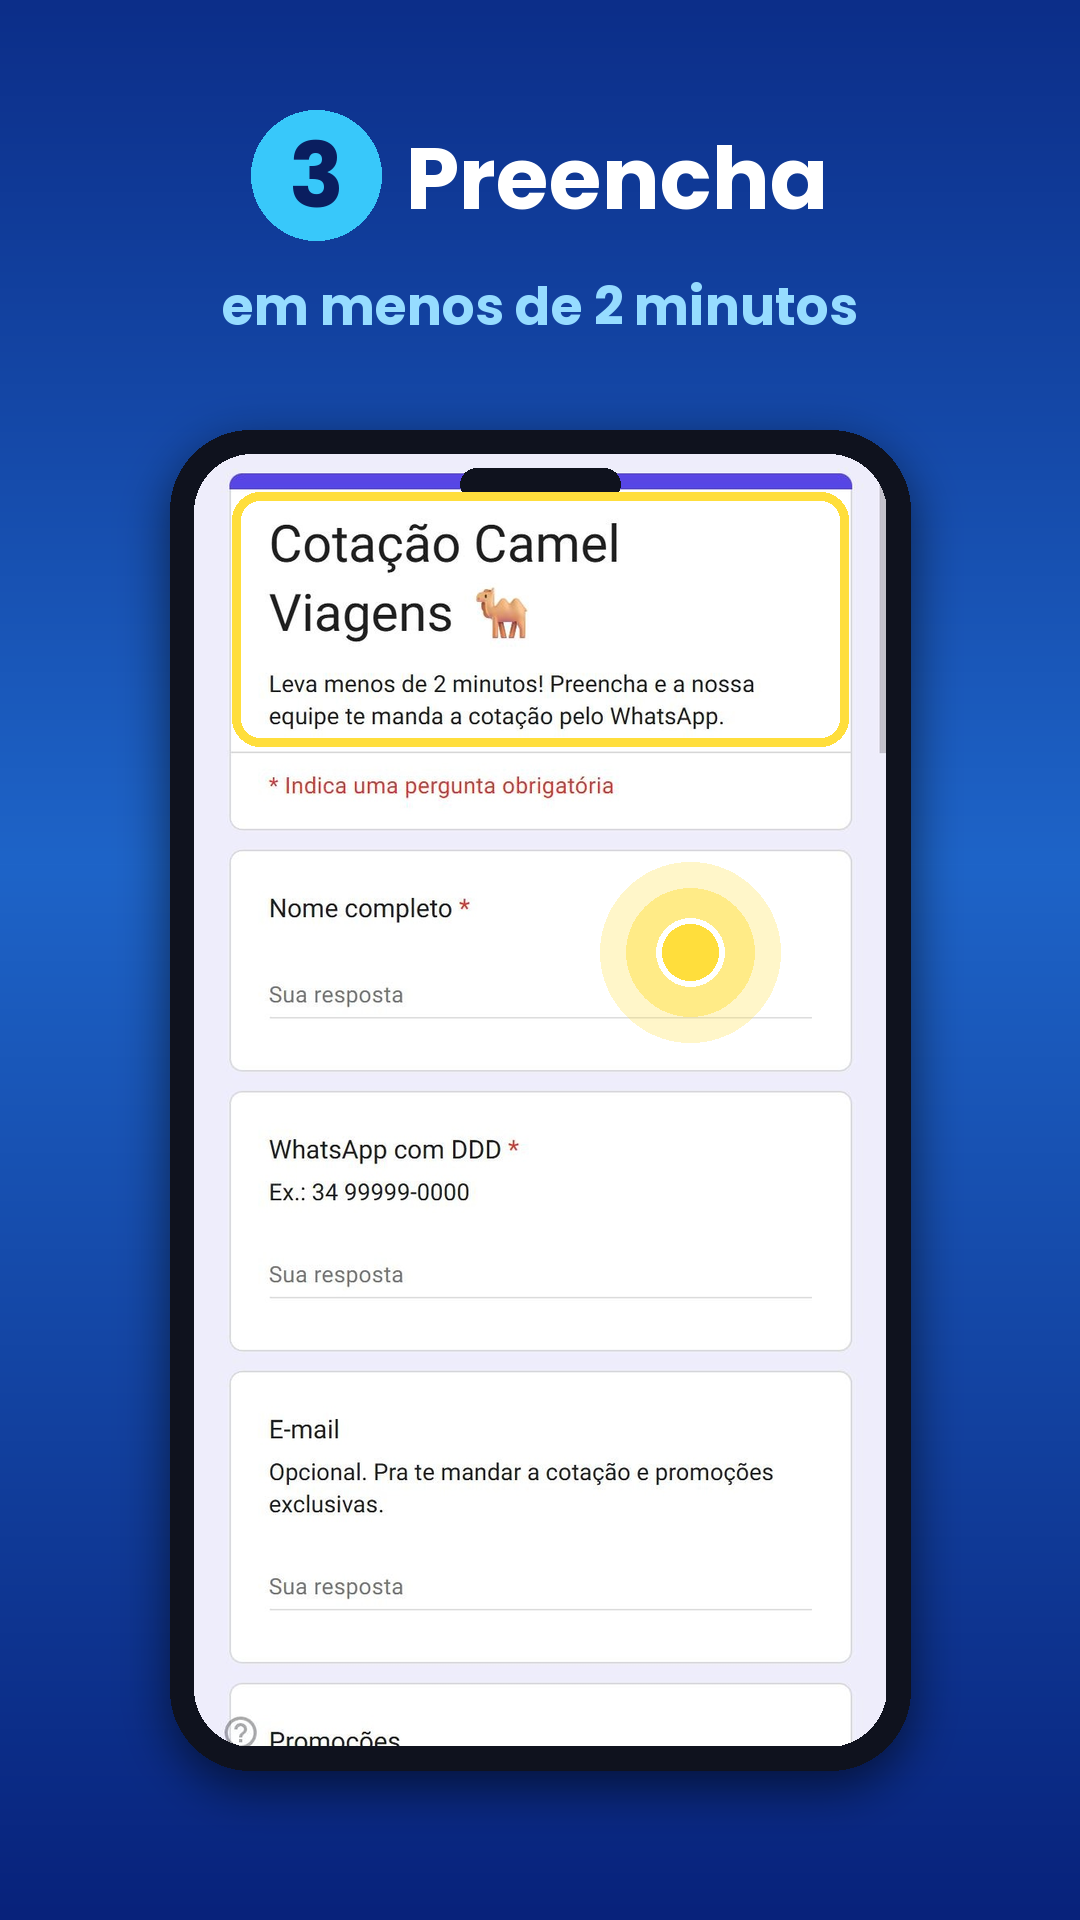 3 Preencha
em menos de 2 minutos
Cotação Camel
Viagens 🐫
Leva menos de 2 minutos! Preencha e a nossa
equipe te manda a cotação pelo WhatsApp.
* Indica uma pergunta obrigatória
Nome completo *
Sua resposta
WhatsApp com DDD *
Ex.: 34 99999-0000
Sua resposta
E-mail
Opcional. Pra te mandar a cotação e promoções
exclusivas.
Sua resposta
Promoções